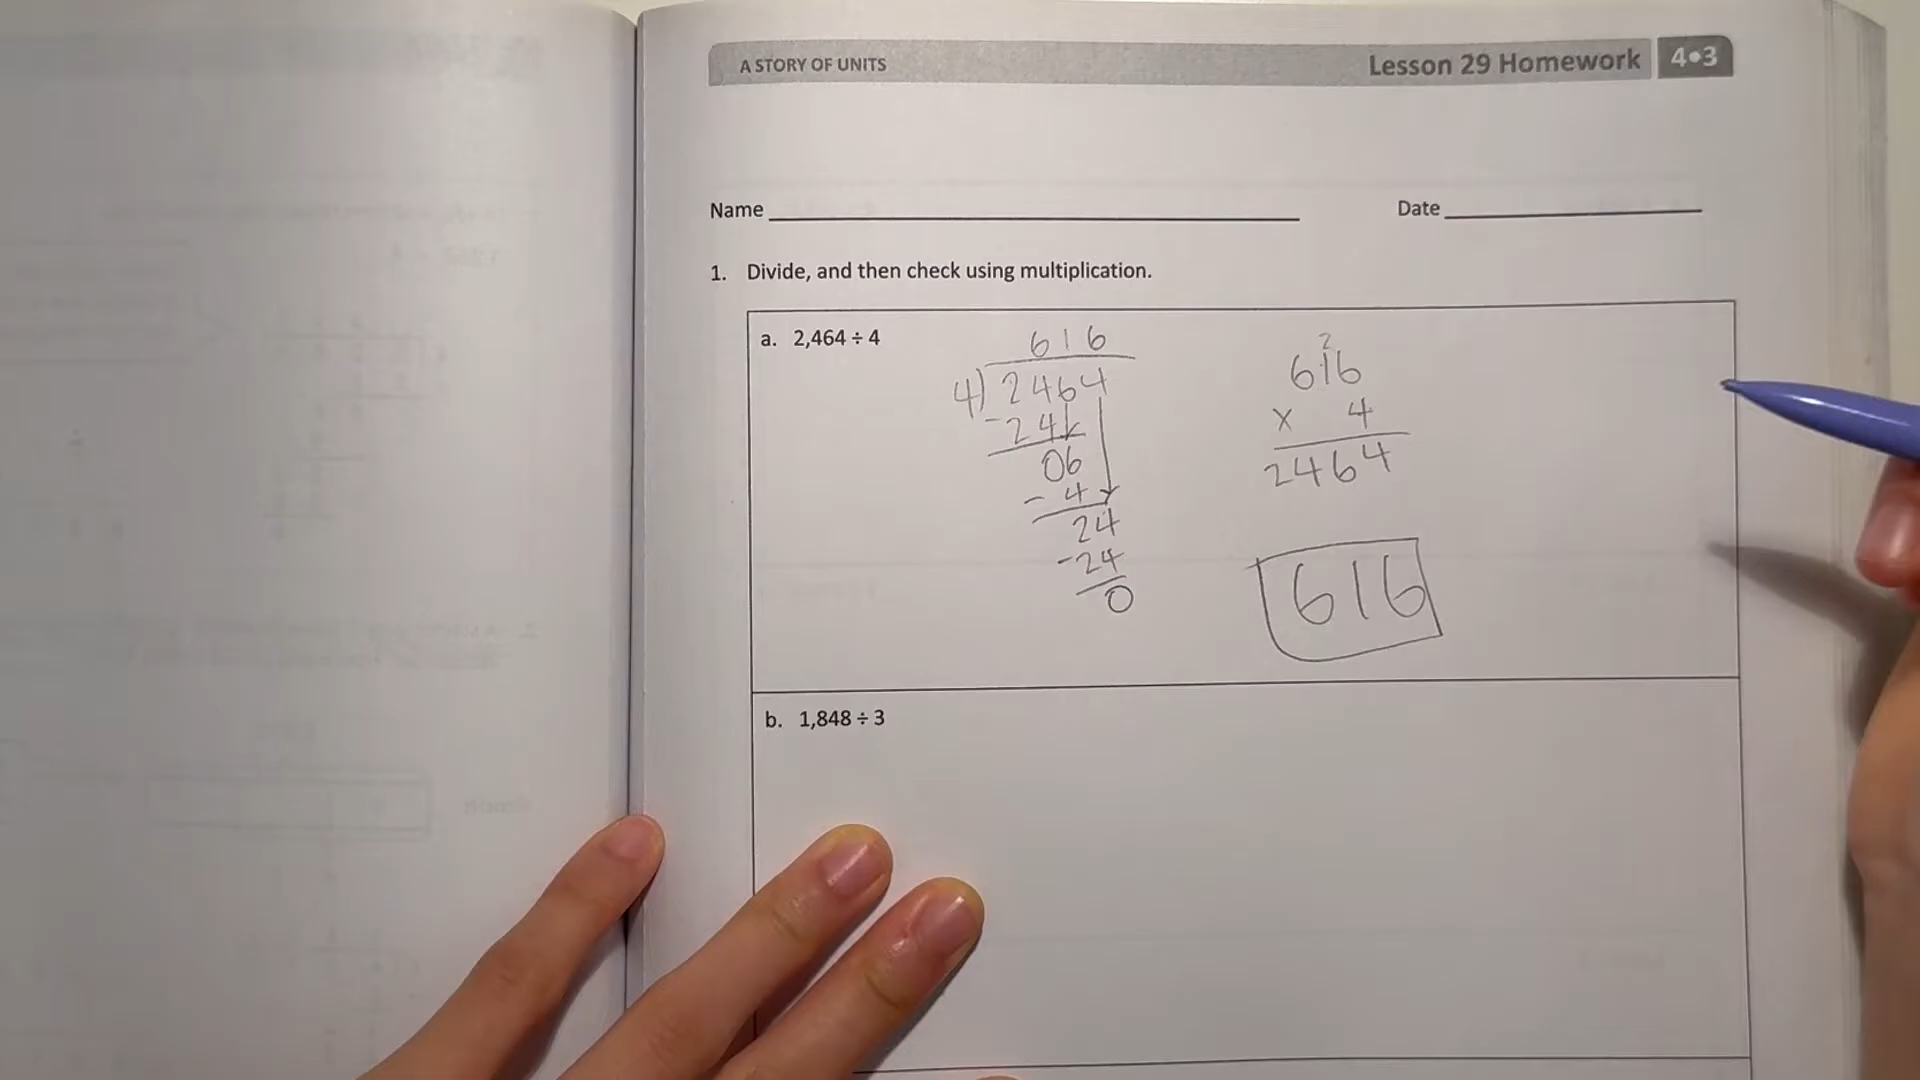 A STORY OF UNITS
Lesson 29 Homework 4•3
Name
Date
1. Divide, and then check using multiplication.
a. 2,464 ÷ 4
616
4)2464
-24
06
-4
24
-24
0
2
616
x 4
2464
616
b. 1,848 ÷ 3